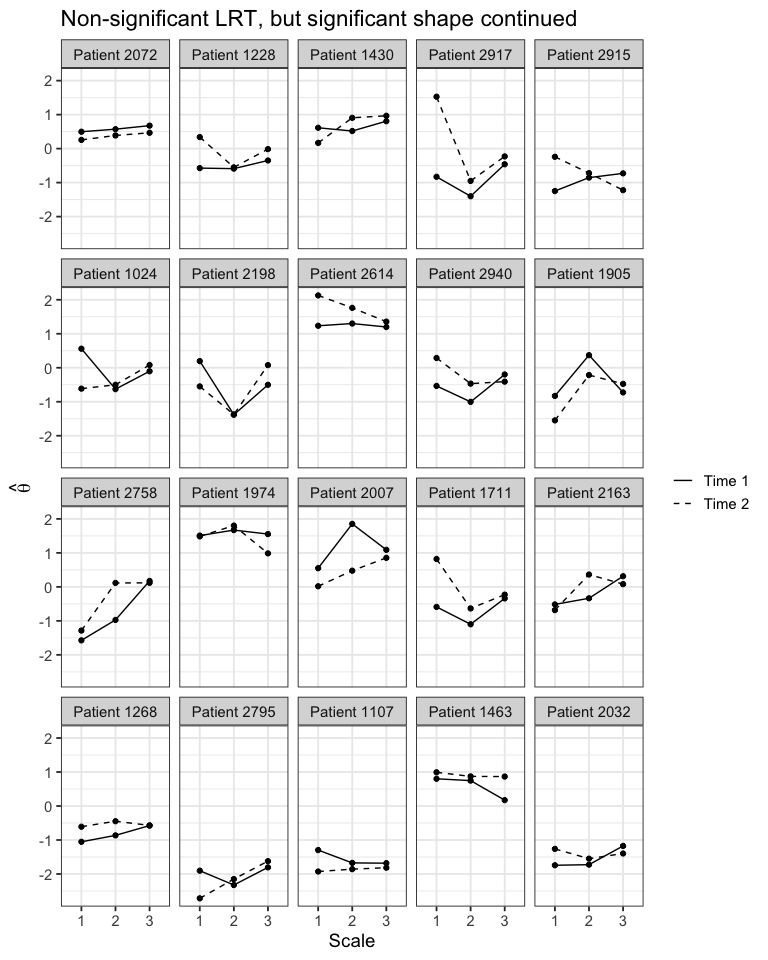 Non-significant LRT, but significant shape continued
Patient 2072 Patient 1228 Patient 1430 Patient 2917 Patient 2915
2
1
0
-1
-2
Patient 1024 Patient 2198 Patient 2614 Patient 2940 Patient 1905
2
1
0
-1
-2
θ̂
Patient 2758 Patient 1974 Patient 2007 Patient 1711 Patient 2163
2
1
0
-1
-2
Time 1
Time 2
Patient 1268 Patient 2795 Patient 1107 Patient 1463 Patient 2032
2
1
0
-1
-2
1 2 3 1 2 3 1 2 3 1 2 3 1 2 3
Scale